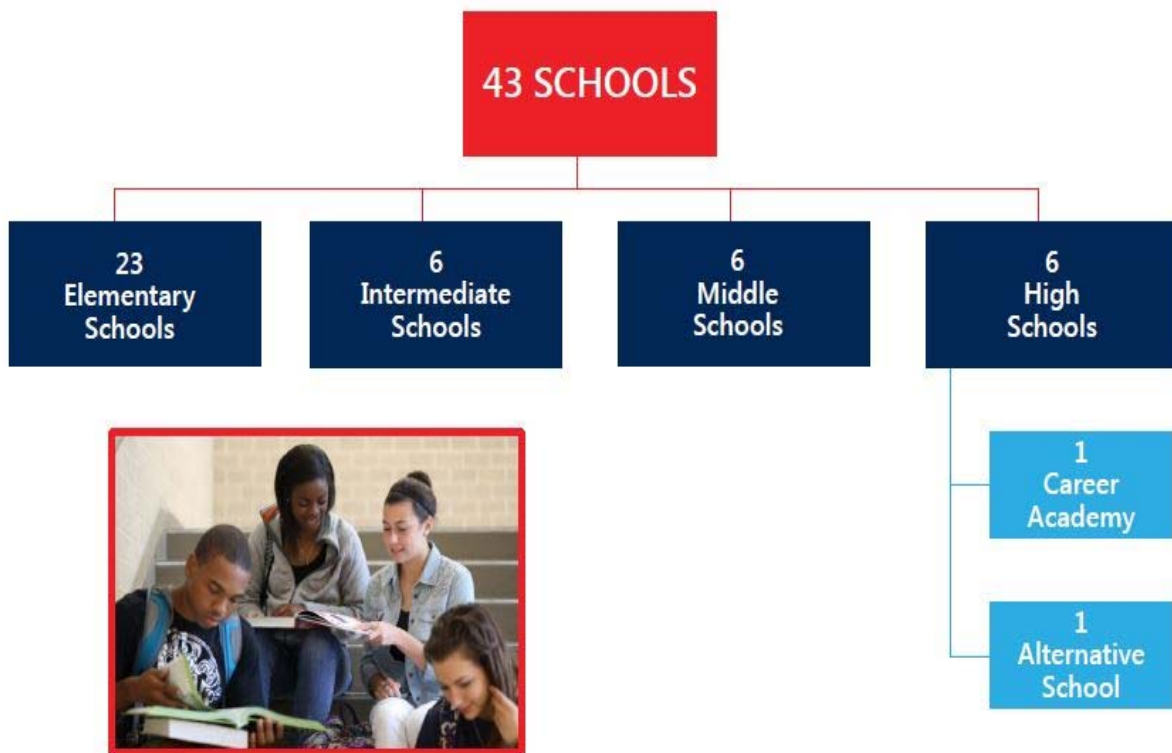 43 SCHOOLS
23
Elementary
Schools
6
Intermediate
Schools
6
Middle
Schools
6
High
Schools
1
Career
Academy
1
Alternative
School